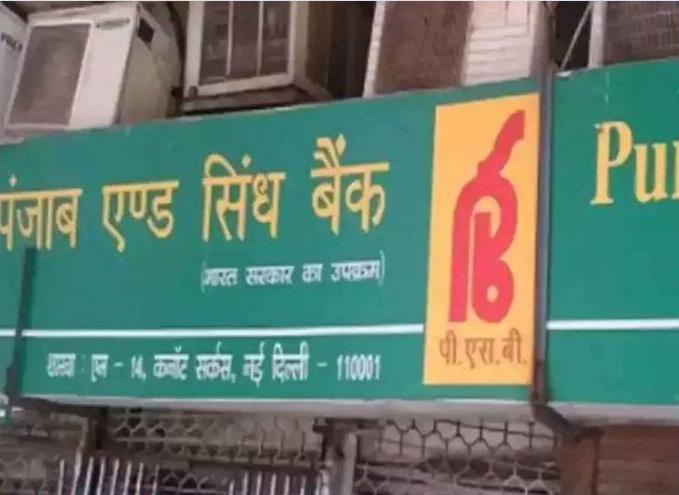 पंजाब एण्ड सिंध बैंक
(भारत सरकार का उपक्रम)
शाखा : एन - 14, कनॉट सर्कस, नई दिल्ली - 110001
पी.एस.बी.
Pu